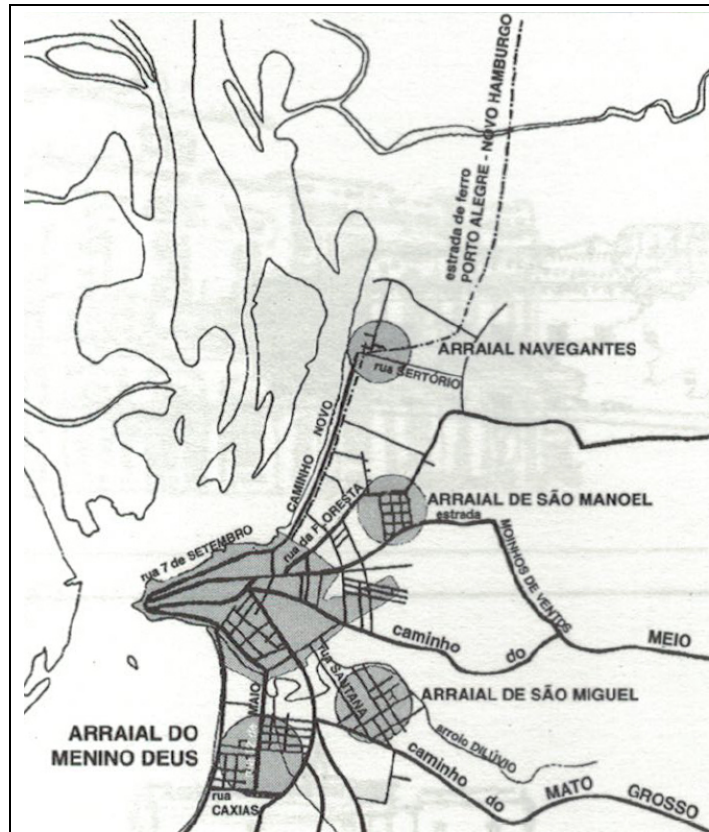 estrada de ferro
PORTO ALEGRE - NOVO HAMBURGO
ARRAIAL NAVEGANTES
rua SERTÓRIO
CAMINHO NOVO
ARRAIAL DE SÃO MANOEL
rua da FLORESTA
estrada
MOINHOS DE VENTOS
rua 7 de SETEMBRO
caminho do MEIO
rua SANTANA
ARRAIAL DE SÃO MIGUEL
MAIO
ARRAIAL DO
MENINO DEUS
arroio DILÚVIO
caminho do MATO GROSSO
rua
CAXIAS